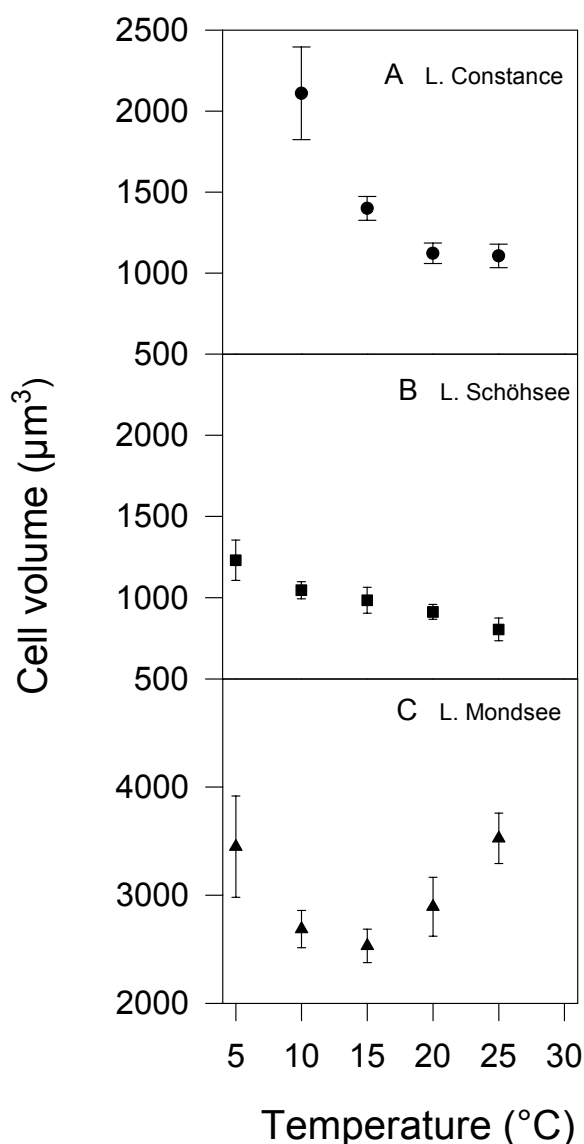 2500
A L. Constance
2000
1500
1000
500
B L. Schöhsee
2000
1500
1000
500
C L. Mondsee
4000
3000
2000
5 10 15 20 25 30
Temperature (°C)
Cell volume (µm³)